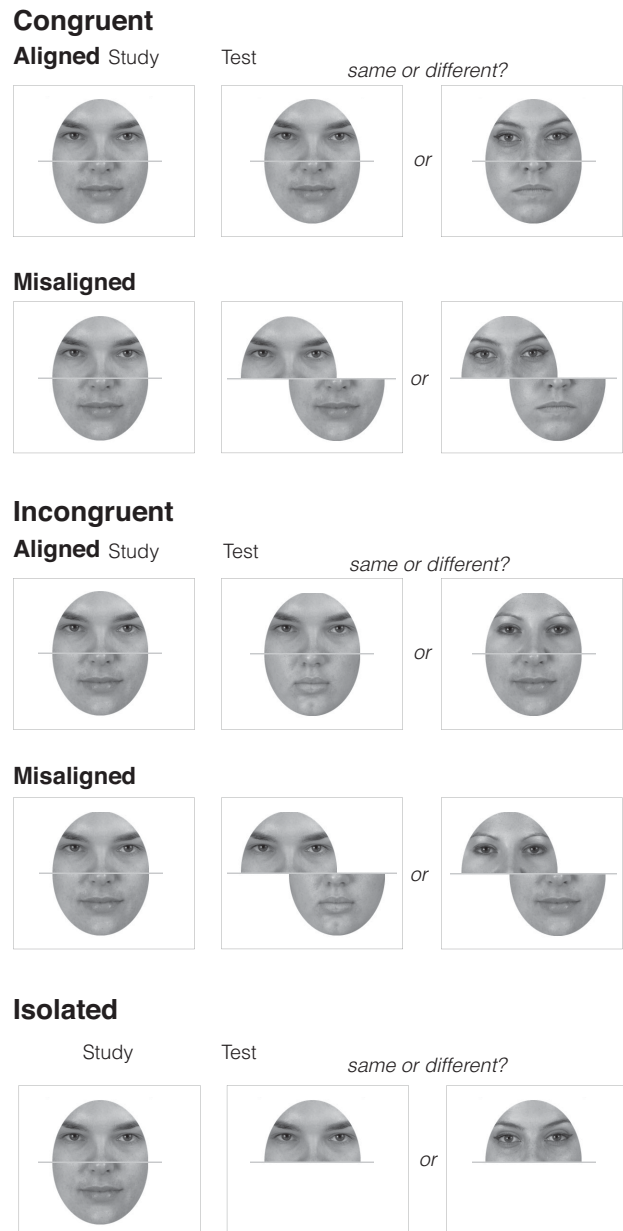 Congruent
Aligned Study Test
same or different?
or
Misaligned
or
Incongruent
Aligned Study Test
same or different?
or
Misaligned
or
Isolated
Study Test
same or different?
or